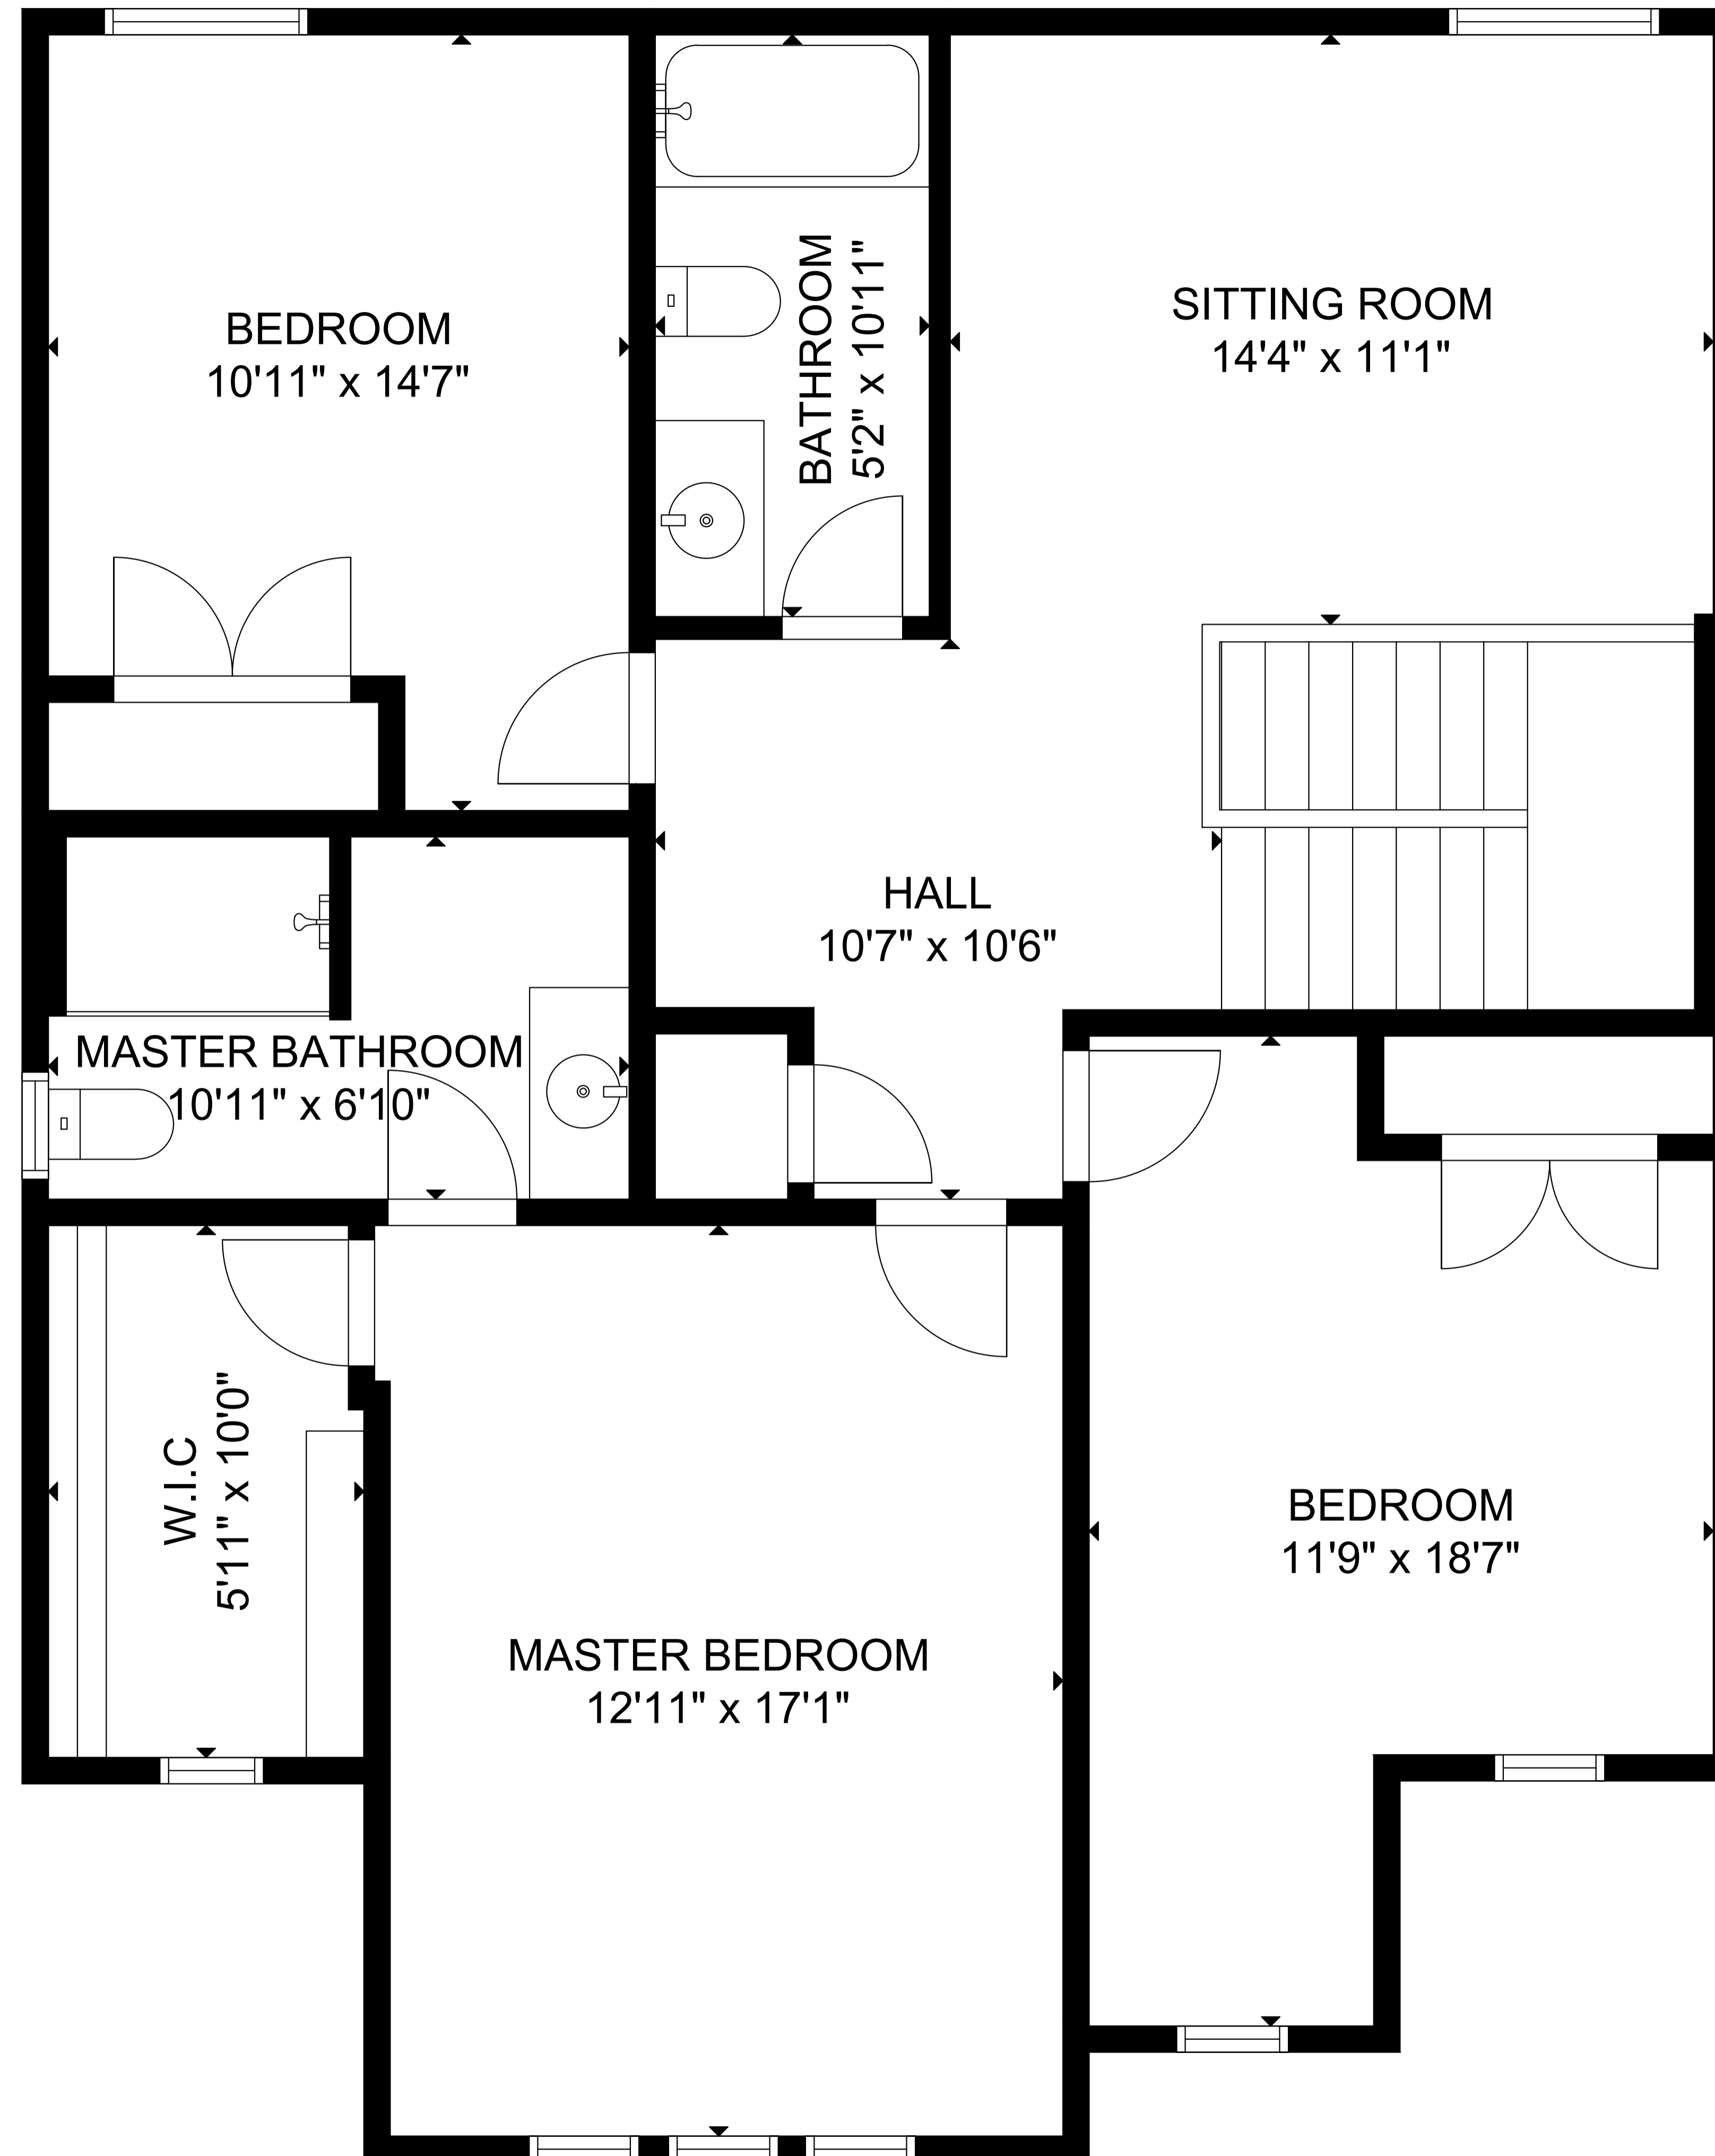 BEDROOM
10'11" x 14'7"
BATHROOM
5'2" x 10'11"
SITTING ROOM
14'4" x 11'1"
HALL
10'7" x 10'6"
MASTER BATHROOM
10'11" x 6'10"
W.I.C
5'11" x 10'0"
BEDROOM
11'9" x 18'7"
MASTER BEDROOM
12'11" x 17'1"